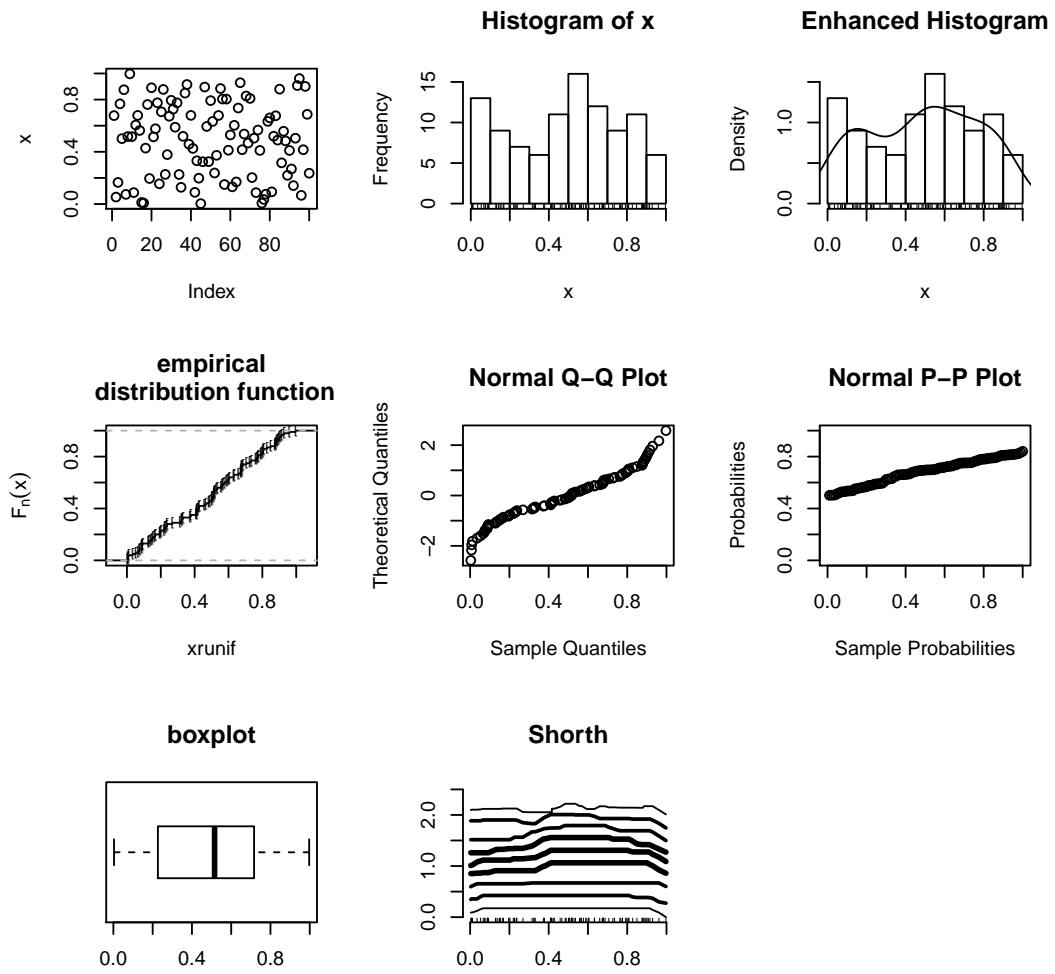 Histogram of x
Enhanced Histogram
x
0.0 0.4 0.8
0 20 40 60 80
Index
Frequency
0 5 10 15
0.0 0.4 0.8
x
Density
0.0 1.0
0.0 0.4 0.8
x
empirical
distribution function
Normal Q−Q Plot
Normal P−P Plot
Fn(x)
0.0 0.4 0.8
0.0 0.4 0.8
xrunif
Theoretical Quantiles
−2 0 2
0.0 0.4 0.8
Sample Quantiles
Probabilities
0.0 0.4 0.8
0.0 0.4 0.8
Sample Probabilities
boxplot
Shorth
0.0 0.4 0.8
0.0 1.0 2.0
0.0 0.4 0.8